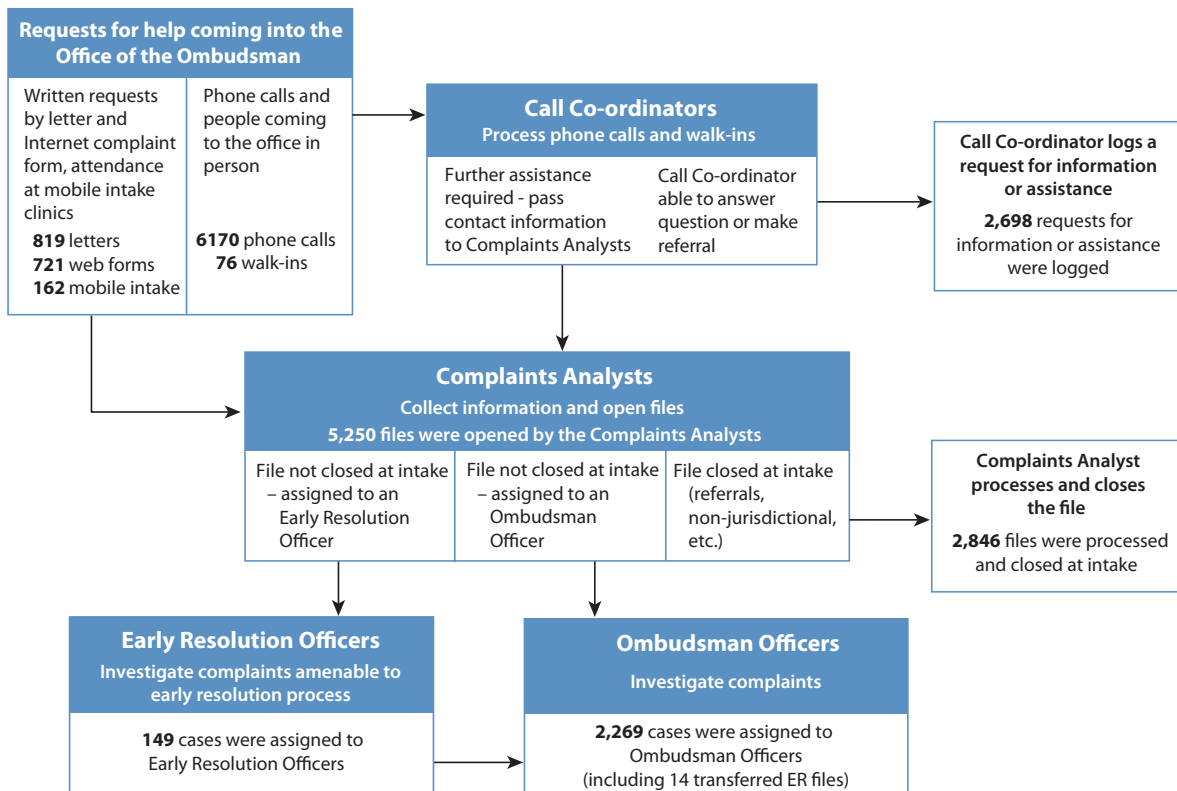 Requests for help coming into the
Office of the Ombudsman
Written requests
by letter and
Internet complaint
form, attendance
at mobile intake
clinics
819 letters
721 web forms
162 mobile intake
Phone calls and
people coming
to the office in
person
6170 phone calls
76 walk-ins
Call Co-ordinators
Process phone calls and walk-ins
Further assistance
required - pass
contact information
to Complaints Analysts
Call Co-ordinator
able to answer
question or make
referral
Call Co-ordinator logs a
request for information
or assistance
2,698 requests for
information or assistance
were logged
Complaints Analysts
Collect information and open files
5,250 files were opened by the Complaints Analysts
File not closed at intake
– assigned to an
Early Resolution
Officer
File not closed at intake
– assigned to an
Ombudsman
Officer
File closed at intake
(referrals,
non-jurisdictional,
etc.)
Complaints Analyst
processes and closes
the file
2,846 files were processed
and closed at intake
Early Resolution Officers
Investigate complaints amenable to
early resolution process
149 cases were assigned to
Early Resolution Officers
Ombudsman Officers
Investigate complaints
2,269 cases were assigned to
Ombudsman Officers
(including 14 transferred ER files)